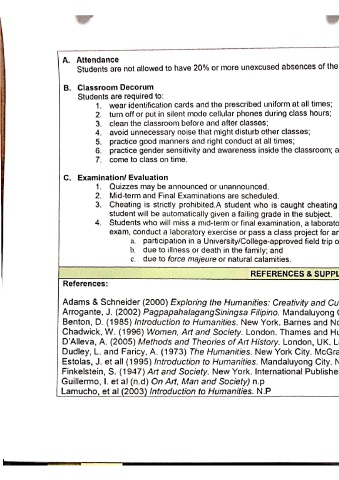 A. Attendance
Students are not allowed to have 20% or more unexcused absences of the
B. Classroom Decorum
Students are required to:
1. wear identification cards and the prescribed uniform at all times;
2. turn off or put in silent mode cellular phones during class hours;
3. clean the classroom before and after classes;
4. avoid unnecessary noise that might disturb other classes;
5. practice good manners and right conduct at all times;
6. practice gender sensitivity and awareness inside the classroom; a
7. come to class on time.
C. Examination/ Evaluation
1. Quizzes may be announced or unannounced.
2. Mid-term and Final Examinations are scheduled.
3. Cheating is strictly prohibited.A student who is caught cheating
student will be automatically given a failing grade in the subject.
4. Students who will miss a mid-term or final examination, a laborato
exam, conduct a laboratory exercise or pass a class project for ar
a. participation in a University/College-approved field trip o
b. due to illness or death in the family; and
c. due to force majeure or natural calamities.
REFERENCES & SUPPL
References:
Adams & Schneider (2000) Exploring the Humanities: Creativity and Cu
Arrogante, J. (2002) PagpapahalagangSiningsa Filipino. Mandaluyong
Benton, D. (1985) Introduction to Humanities. New York, Barnes and No
Chadwick, W. (1996) Women, Art and Society. London. Thames and Hu
D'Alleva, A. (2005) Methods and Theories of Art History. London, UK. L
Dudley, L. and Faricy, A. (1973) The Humanities. New York City. McGra
Estolas, J. et all (1995) Introduction to Humanities. Mandaluyong City. N
Finkelstein, S. (1947) Art and Society. New York. International Publishe
Guillermo, I. et al (n.d) On Art, Man and Society) n.p
Lamucho, et al (2003) Introduction to Humanities. N.P